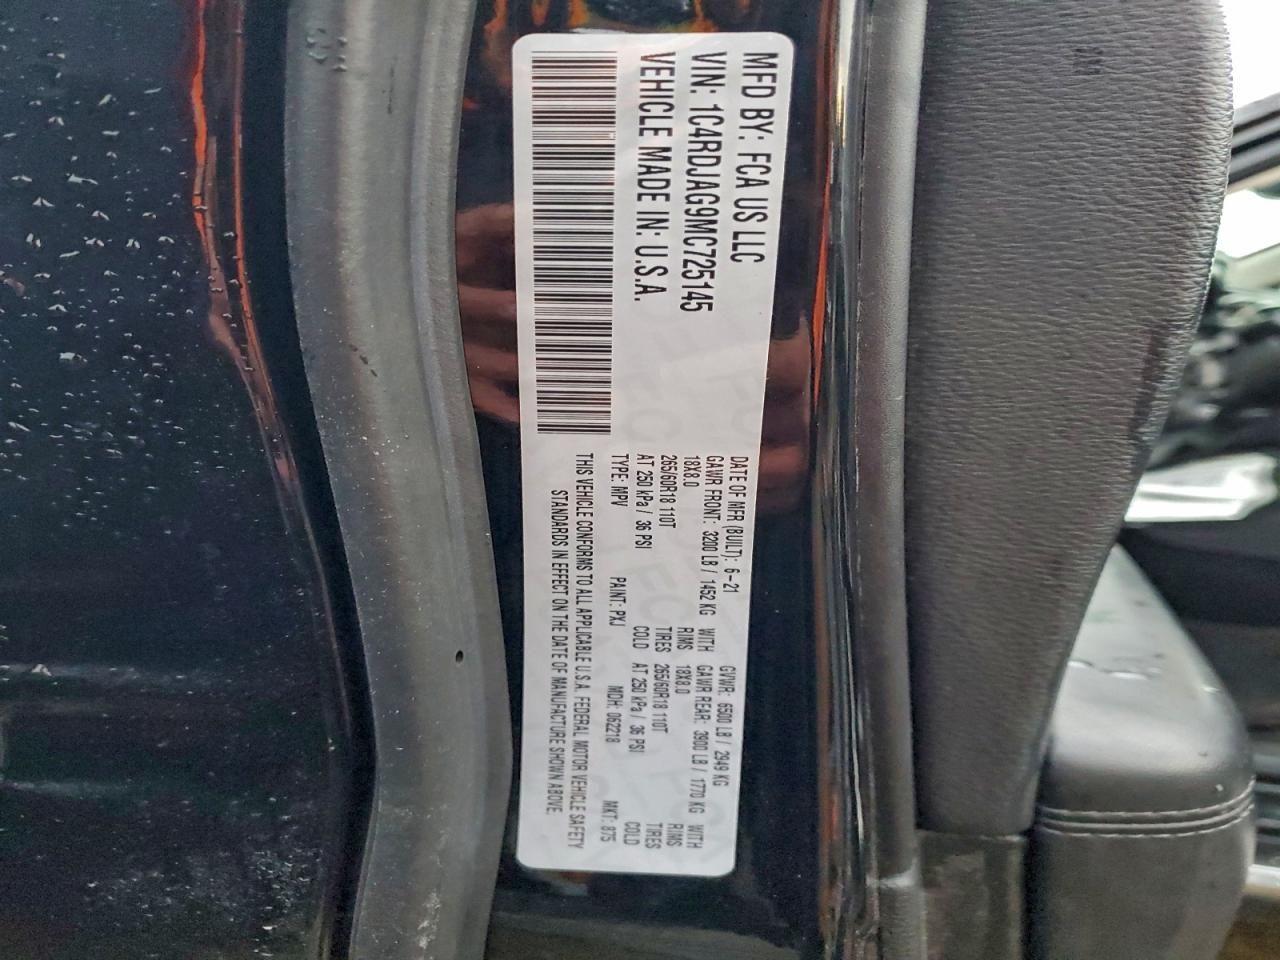 MFD BY: FCA US LLC
VIN: 1C4RDJAG9MC725145
VEHICLE MADE IN: U.S.A.
DATE OF MFR (BUILT): 6-21 GVWR: 6500 LB / 2949 KG
GAWR FRONT: 3200 LB / 1452 KG WITH GAWR REAR: 3900 LB / 1770 KG WITH
18X8.0 RIMS 18X8.0 RIMS
265/60R18 110T TIRES 265/60R18 110T TIRES
AT 250 kPa / 36 PSI COLD AT 250 kPa / 36 PSI COLD
TYPE: MPV PAINT: PXJ MDH: 062218 MKT: 875
THIS VEHICLE CONFORMS TO ALL APPLICABLE U.S.A. FEDERAL MOTOR VEHICLE SAFETY
STANDARDS IN EFFECT ON THE DATE OF MANUFACTURE SHOWN ABOVE.